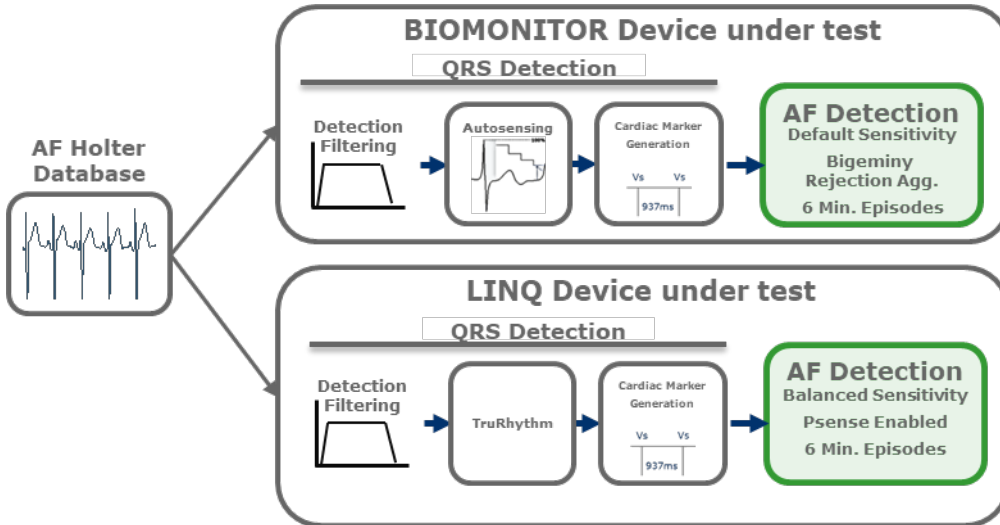 BIOMONITOR Device under test
QRS Detection
AF Holter
Database
Detection
Filtering
Autosensing
100%
Cardiac Marker
Generation
Vs Vs
937ms
AF Detection
Default Sensitivity
Bigeminy
Rejection Agg.
6 Min. Episodes
LINQ Device under test
QRS Detection
Detection
Filtering
TruRhythm
Cardiac Marker
Generation
Vs Vs
937ms
AF Detection
Balanced Sensitivity
Psense Enabled
6 Min. Episodes